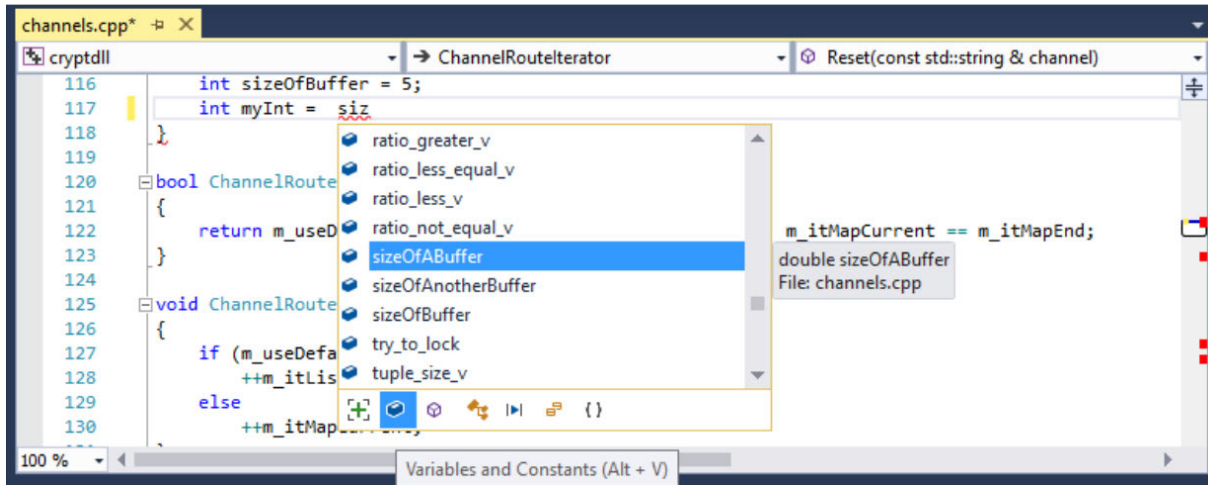 channels.cpp*
cryptdll ChannelRouteIterator Reset(const std::string & channel)
116 int sizeOfBuffer = 5;
117 int myInt = siz
118 }
119
120 bool ChannelRoute
121 {
122 return m_useD m_itMapCurrent == m_itMapEnd;
123 }
124
125 void ChannelRoute
126 {
127 if (m_useDefa
128 ++m_itLis
129 else
130 ++m_itMap
ratio_greater_v
ratio_less_equal_v
ratio_less_v
ratio_not_equal_v
sizeOfABuffer
sizeOfAnotherBuffer
sizeOfBuffer
try_to_lock
tuple_size_v
{ }
double sizeOfABuffer
File: channels.cpp
100 %
Variables and Constants (Alt + V)